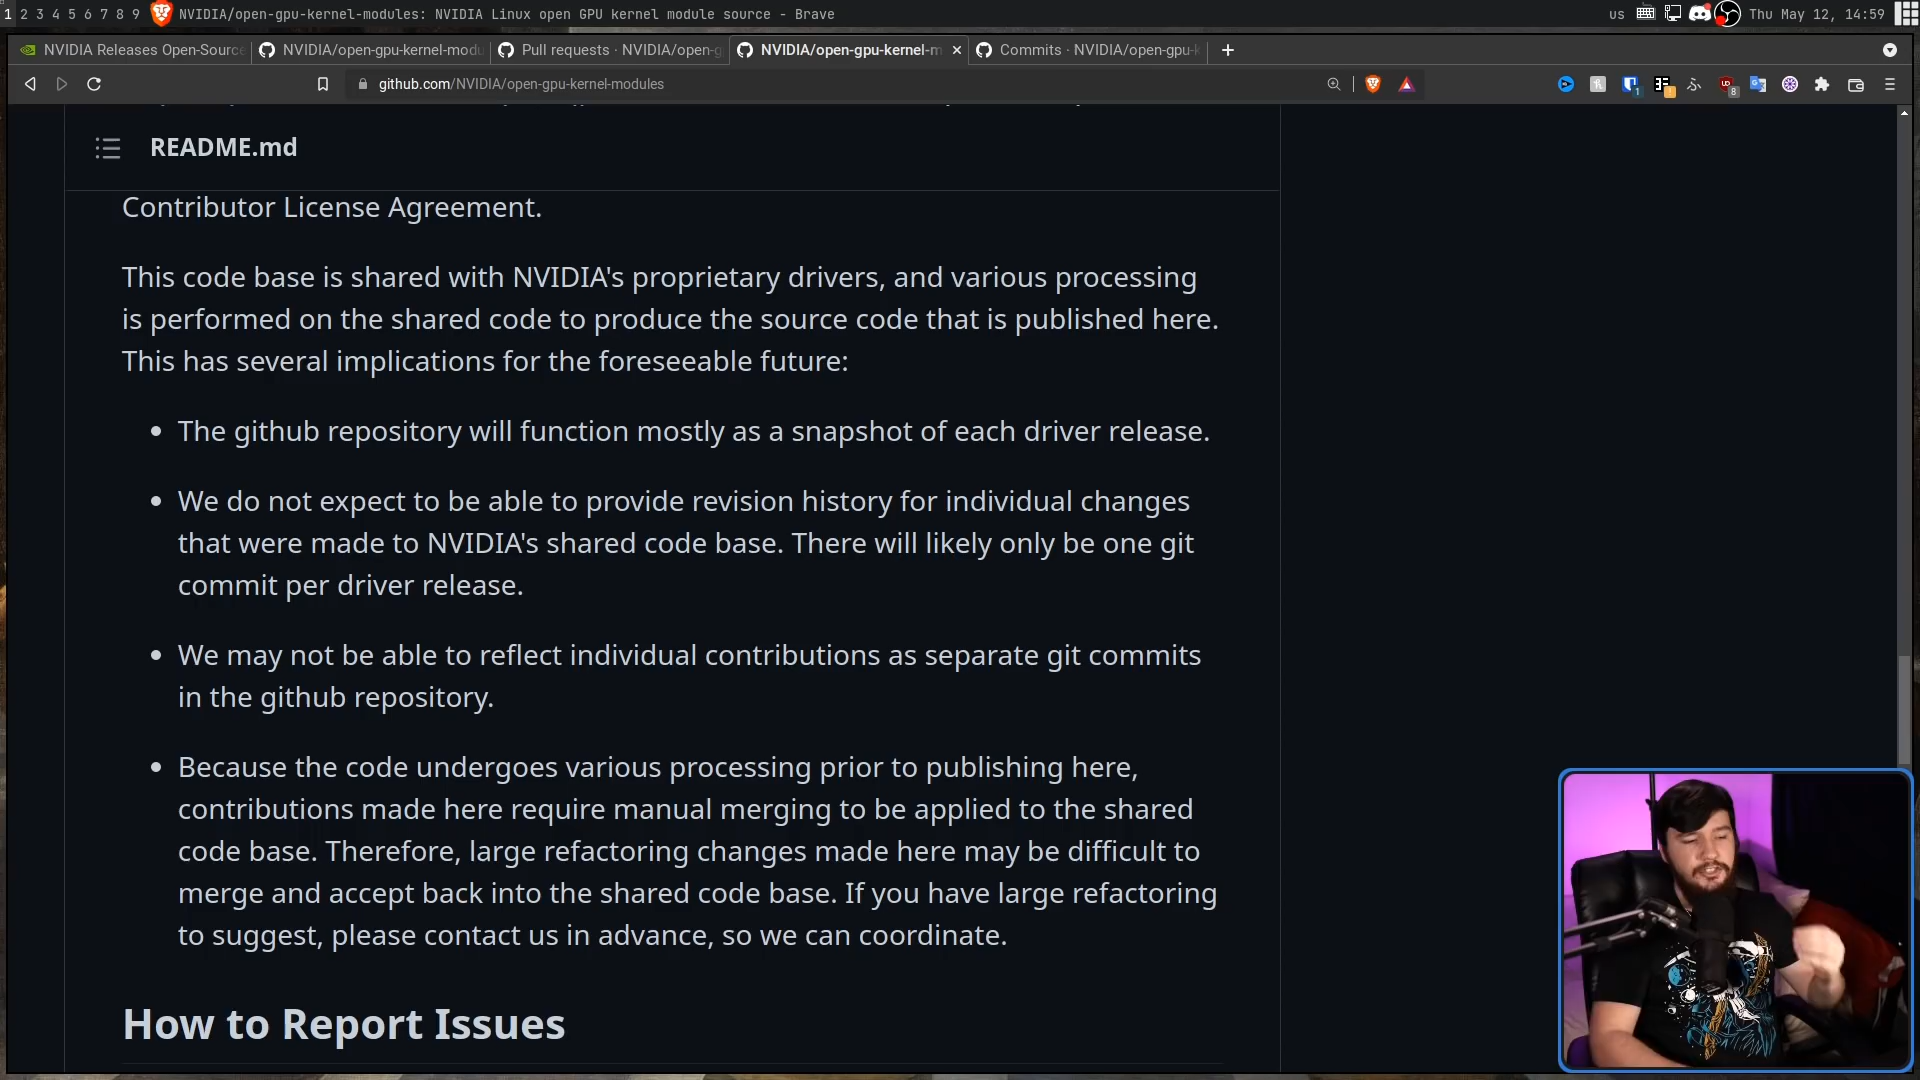 1 2 3 4 5 6 7 8 9 NVIDIA/open-gpu-kernel-modules: NVIDIA Linux open GPU kernel module source - Brave us Thu May 12, 14:59
NVIDIA Releases Open-Source NVIDIA/open-gpu-kernel-modu Pull requests · NVIDIA/open-g NVIDIA/open-gpu-kernel-m Commits · NVIDIA/open-gpu-k
github.com/NVIDIA/open-gpu-kernel-modules
README.md
Contributor License Agreement.
This code base is shared with NVIDIA's proprietary drivers, and various processing
is performed on the shared code to produce the source code that is published here.
This has several implications for the foreseeable future:
• The github repository will function mostly as a snapshot of each driver release.
• We do not expect to be able to provide revision history for individual changes
that were made to NVIDIA's shared code base. There will likely only be one git
commit per driver release.
• We may not be able to reflect individual contributions as separate git commits
in the github repository.
• Because the code undergoes various processing prior to publishing here,
contributions made here require manual merging to be applied to the shared
code base. Therefore, large refactoring changes made here may be difficult to
merge and accept back into the shared code base. If you have large refactoring
to suggest, please contact us in advance, so we can coordinate.
How to Report Issues